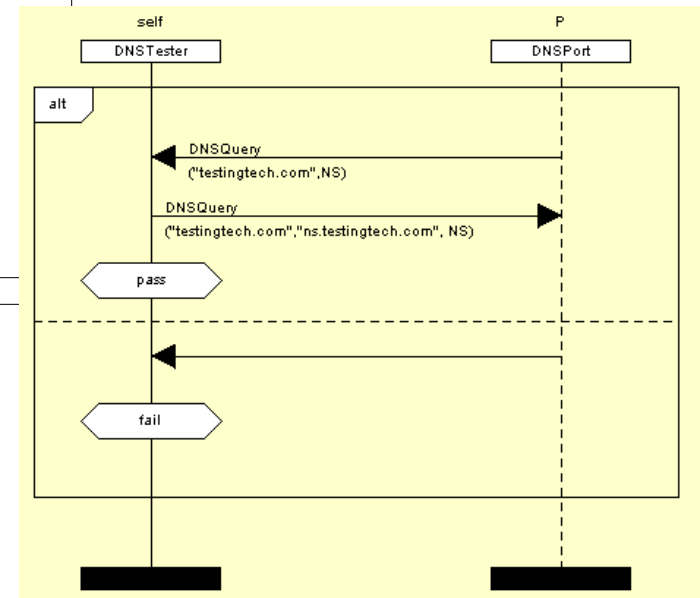 self P
DNSTester DNSPort
alt
DNSQuery
("testingtech.com",NS)
DNSQuery
("testingtech.com","ns.testingtech.com", NS)
pass
fail